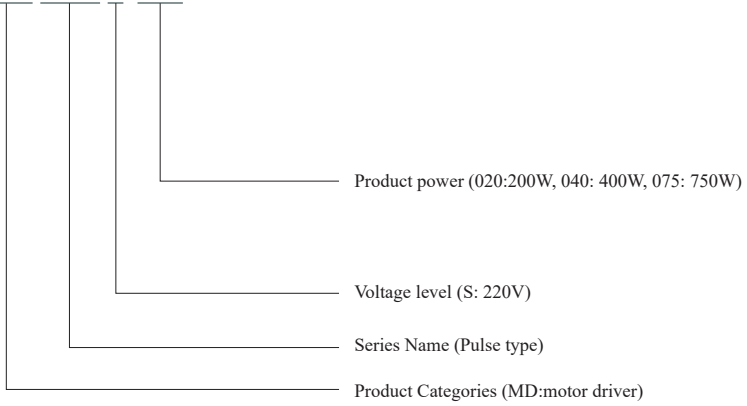 Product power (020:200W, 040: 400W, 075: 750W)
Voltage level (S: 220V)
Series Name (Pulse type)
Product Categories (MD:motor driver)